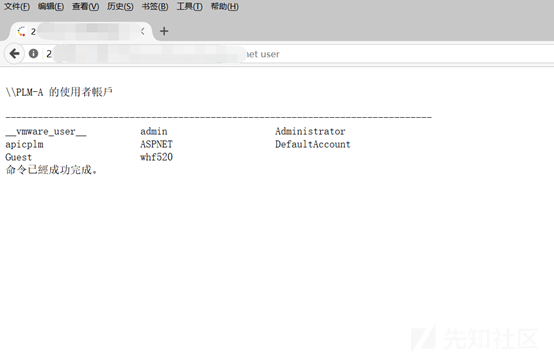 文件(F) 编辑(E) 查看(V) 历史(S) 书签(B) 工具(T) 帮助(H)
2
2 net user
\\PLM-A 的使用者帳戶
-------------------------------------------------------------------------------
__vmware_user__ admin Administrator
apicplm ASPNET DefaultAccount
Guest whf520
命令已經成功完成。
先知社区